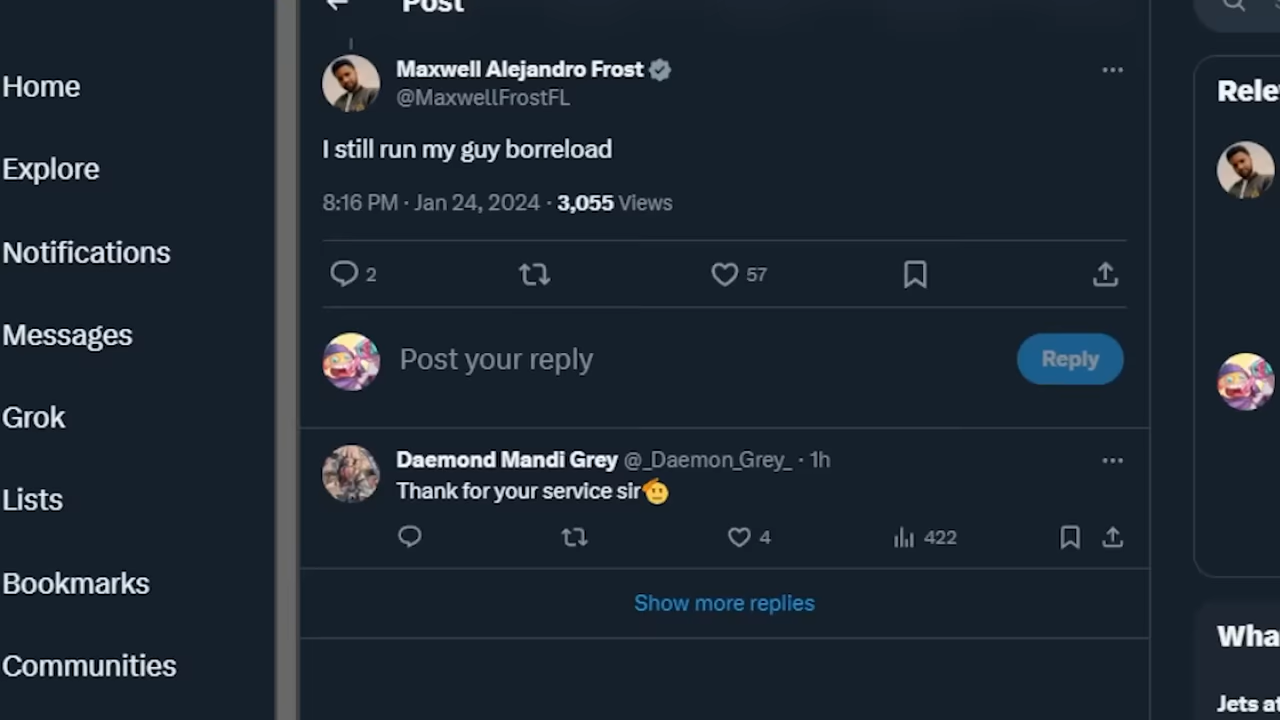 Post
Home
Explore
Notifications
Messages
Grok
Lists
Bookmarks
Communities
Maxwell Alejandro Frost
@MaxwellFrostFL
I still run my guy borreload
8:16 PM · Jan 24, 2024 · 3,055 Views
2 57
Post your reply Reply
Daemond Mandi Grey @_Daemon_Grey_ · 1h
Thank for your service sir🫡
4 422
Show more replies
Rele
Wha
Jets a